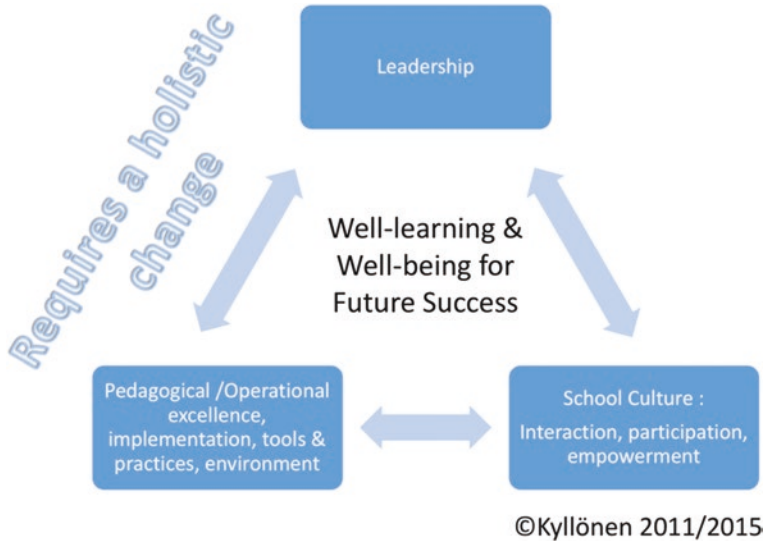 Requires a holistic
change
Leadership
Well-learning &
Well-being for
Future Success
Pedagogical /Operational
excellence,
implementation, tools &
practices, environment
School Culture :
Interaction, participation,
empowerment
©Kyllönen 2011/2015